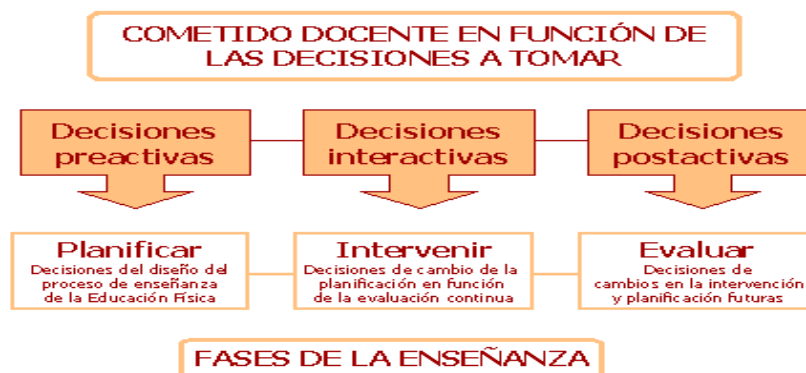 COMETIDO DOCENTE EN FUNCIÓN DE
LAS DECISIONES A TOMAR
Decisiones
preactivas
Decisiones
interactivas
Decisiones
postactivas
Planificar
Decisiones del diseño del
proceso de enseñanza
de la Educación Física
Intervenir
Decisiones de cambio de la
planificación en función
de la evaluación continua
Evaluar
Decisiones de
cambios en la intervención
y planificación futuras
FASES DE LA ENSEÑANZA